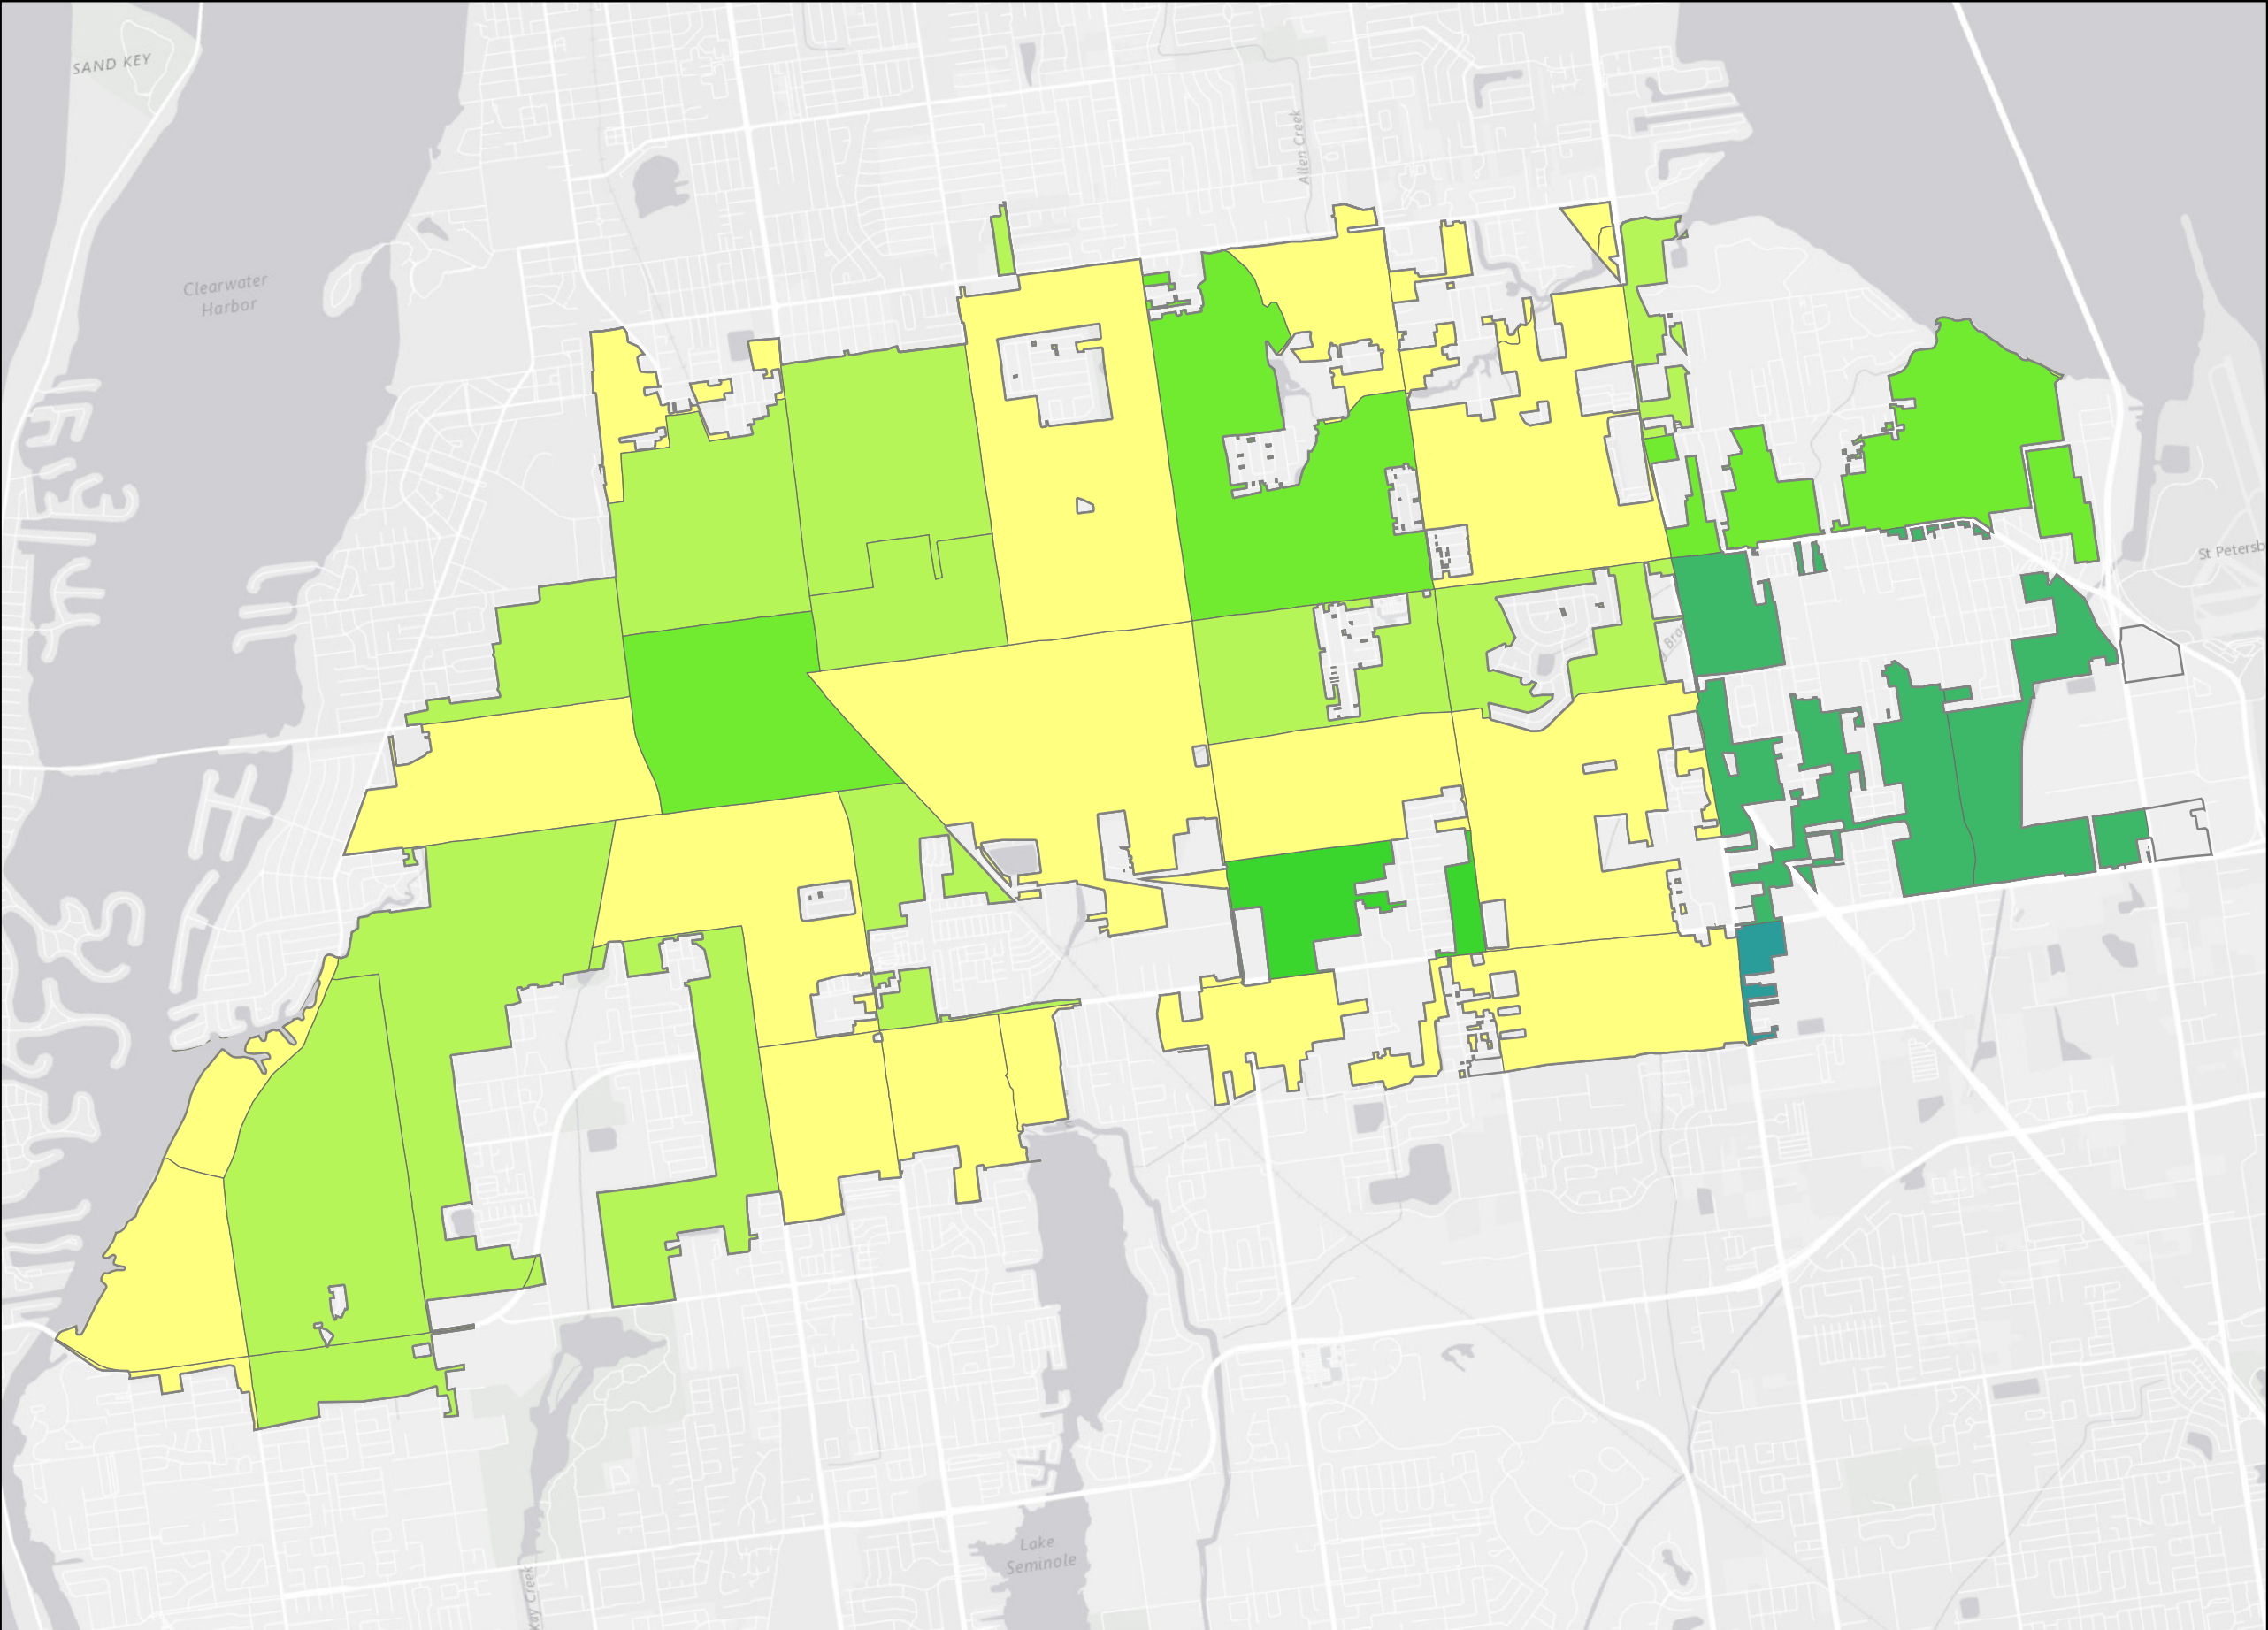 SAND KEY
Allen Creek
Clearwater
Harbor
St Petersb
Lake
Seminole